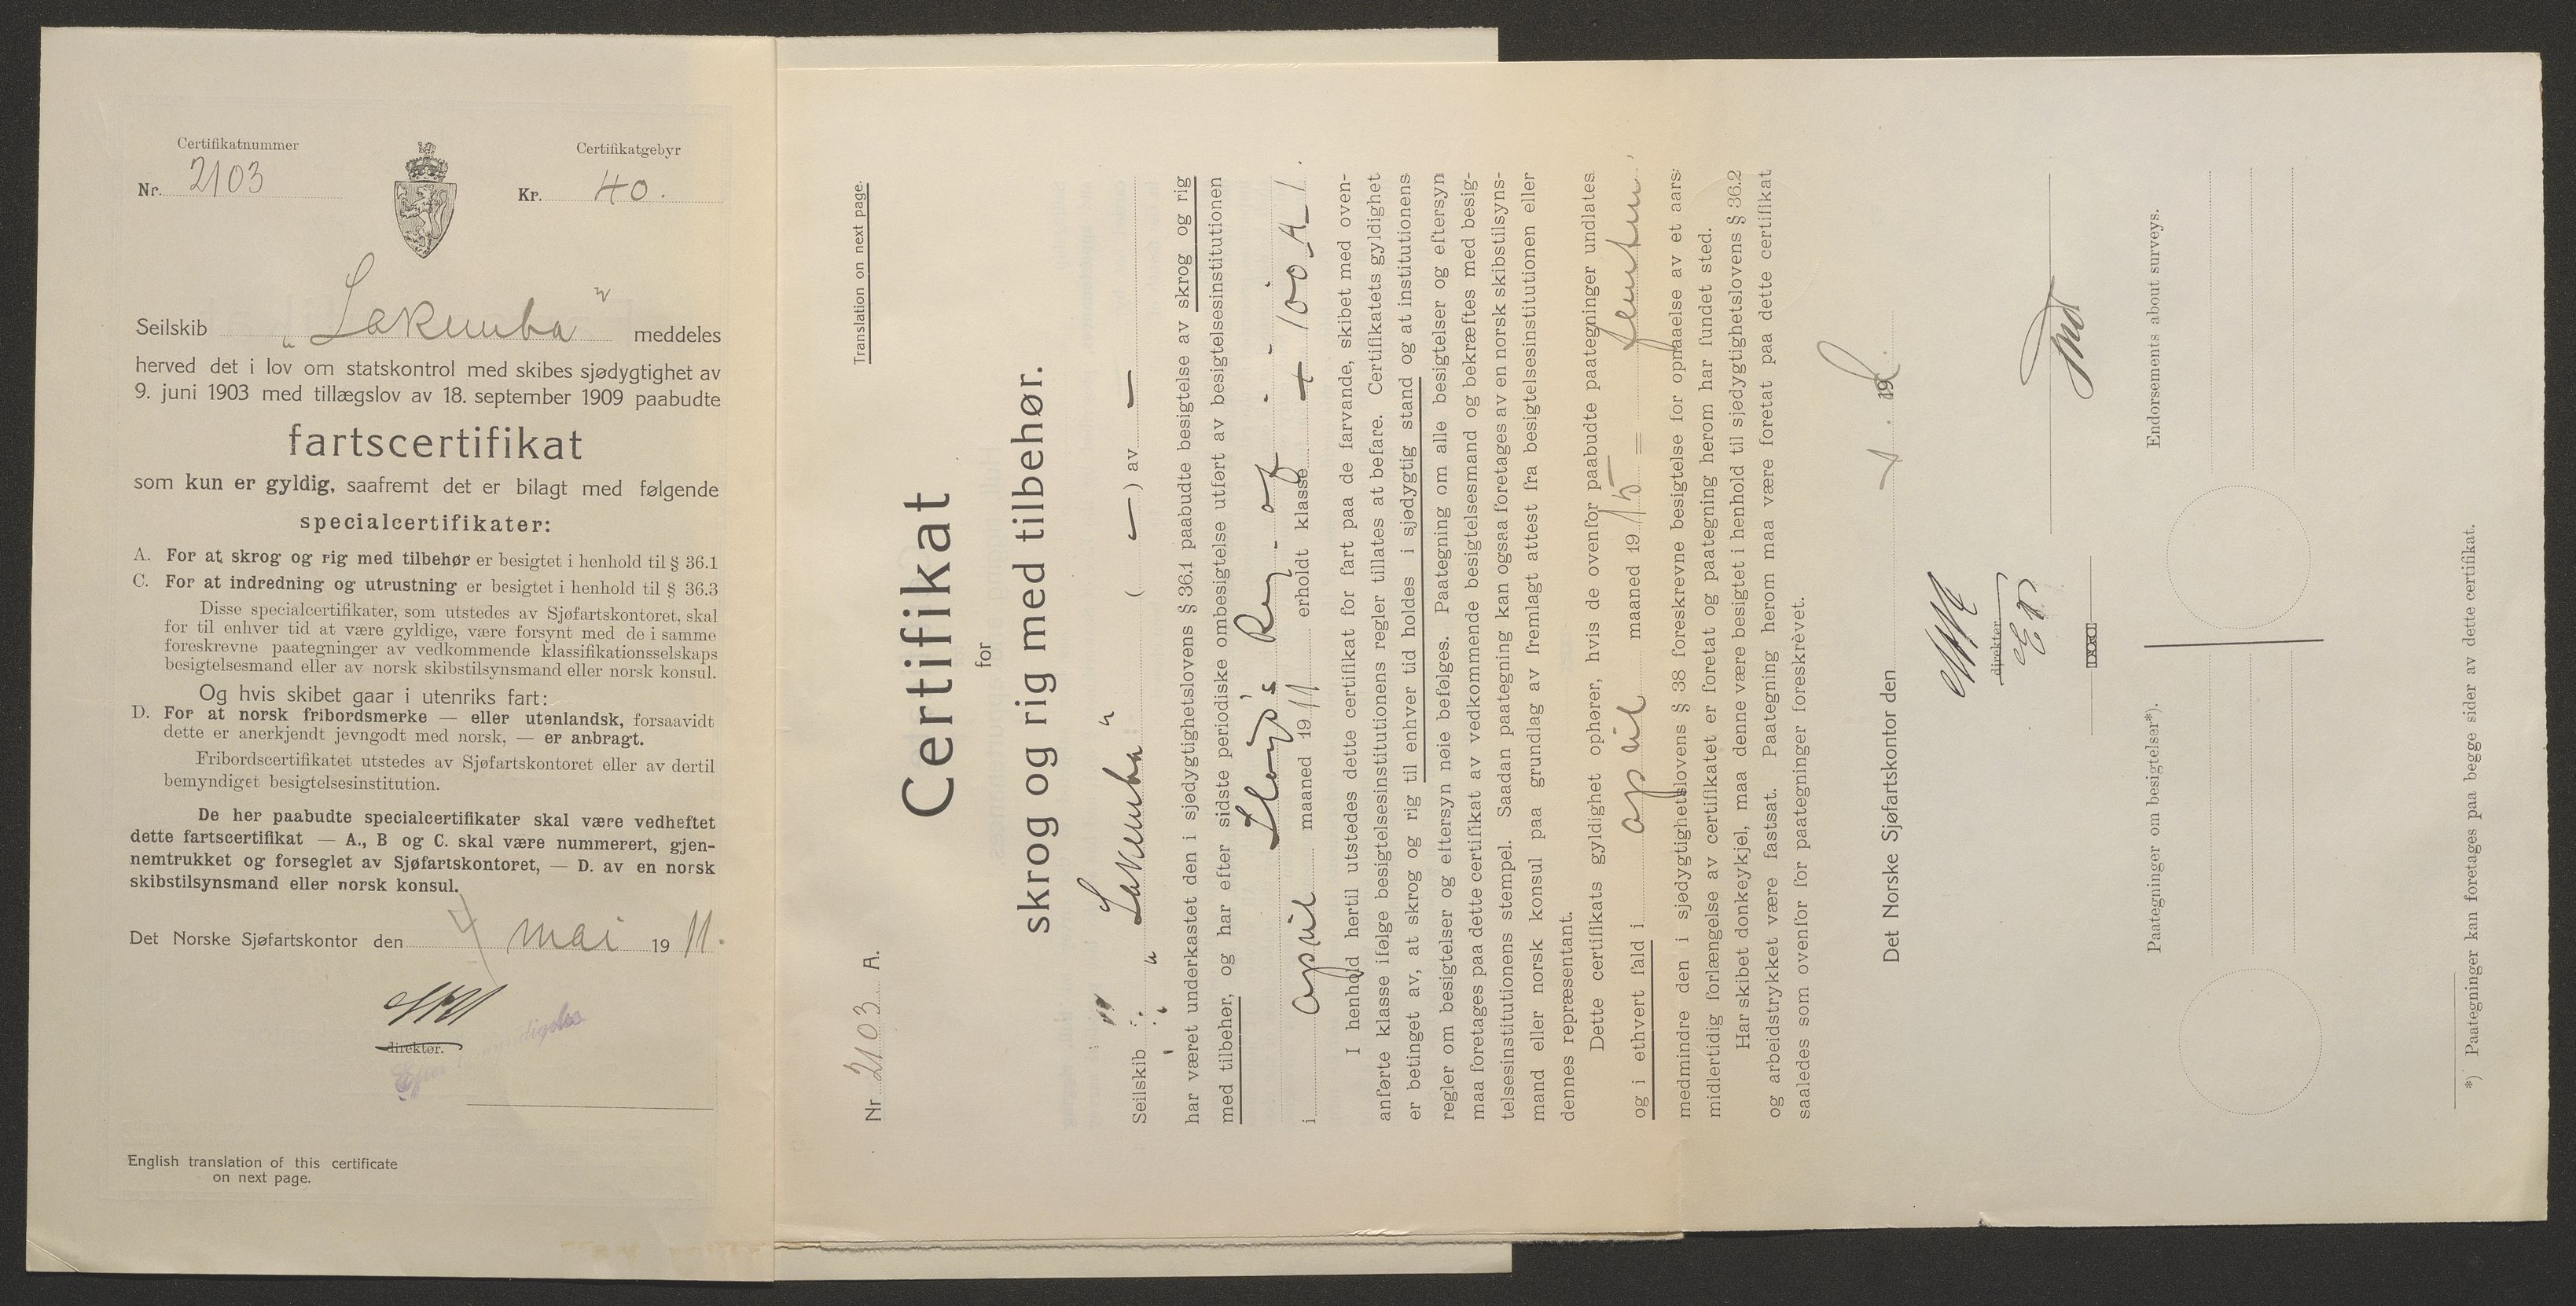 Certifikatnummer
Nr. 2103
Certifikatgebyr
Kr. 40.
Seilskib „Lakemba" meddeles
herved det i lov om statskontrol med skibes sjødygtighet av
9. juni 1903 med tillægslov av 18. september 1909 paabudte
fartscertifikat
som kun er gyldig, saafremt det er bilagt med følgende
specialcertifikater:
A. For at skrog og rig med tilbehør er besigtet i henhold til § 36.1
C. For at indredning og utrustning er besigtet i henhold til § 36.3
Disse specialcertifikater, som utstedes av Sjøfartskontoret, skal
for til enhver tid at være gyldige, være forsynt med de i samme
foreskrevne paategninger av vedkommende klassifikationsselskaps
besigtelsesmand eller av norsk skibstilsynsmand eller norsk konsul.
Og hvis skibet gaar i utenriks fart:
D. For at norsk fribordsmerke — eller utenlandsk, forsaavidt
dette er anerkjendt jevngodt med norsk, — er anbragt.
Fribordscertifikatet utstedes av Sjøfartskontoret eller av dertil
bemyndiget besigtelsesinstitution.
De her paabudte specialcertifikater skal være vedheftet
dette fartscertifikat — A., B og C. skal være nummerert, gjen-
nemtrukket og forseglet av Sjøfartskontoret, — D. av en norsk
skibstilsynsmand eller norsk konsul.
Det Norske Sjøfartskontor den 4 mai 1911.
direktør.
English translation of this certificate
on next page.
Nr 2103 A.
Translation on next page.
Certifikat
for
skrog og rig med tilbehør.
Seilskib „Lakemba" ( — ) av —
har været underkastet den i sjødygtighetslovens § 36.1 paabudte besigtelse av skrog og rig
med tilbehør, og har efter sidste periodiske ombesigtelse utført av besigtelsesinstitutionen
Lloyd's Reg. of
i april maaned 1911 erholdt klasse + 100 A 1.
I henhold hertil utstedes dette certifikat for fart paa de farvande, skibet med oven-
anførte klasse ifølge besigtelsesinstitutionens regler tillates at befare. Certifikatets gyldighet
er betinget av, at skrog og rig til enhver tid holdes i sjødygtig stand og at institutionens
regler om besigtelser og eftersyn neie befølges. Paategning om alle besigtelser og eftersyn
maa foretages paa dette certifikat av vedkommende besigtelsesmand og bekræftes med besig-
telsesinstitutionens stempel. Saadan paategning kan ogsaa foretages av en norsk skibstilsyns-
mand eller norsk konsul paa grundlag av fremlagt attest fra besigtelsesinstitutionen eller
dennes repræsentant.
Dette certifikats gyldighet ophører, hvis de ovenfor paabudte paategninger undlates
og i ethvert fald i april maaned 1915 = femten.
medmindre den i sjødygtighetslovens § 38 foreskrevne besigtelse for opnaaelse av et aars
midlertidig forlængelse av certifikatet er foretat og paategning herom har fundet sted.
Har skibet donkeykjel, maa denne være besigtet i henhold til sjødygtighetslovens § 36.2
og arbeidstrykket være fastsat. Paategning herom maa være foretat paa dette certifikat
saaledes som ovenfor for paategninger foreskrèvet.
Det Norske Sjøfartskontor den 19
direktør
Paategninger om besigtelser*).
Endorsements about surveys.
*) Paategninger kan foretages paa begge sider av dette certifikat.